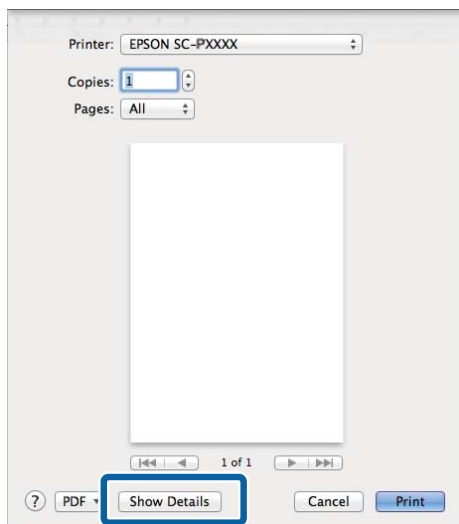 Printer: EPSON SC-PXXXX
Copies: 1
Pages: All
1 of 1
? PDF Show Details Cancel Print